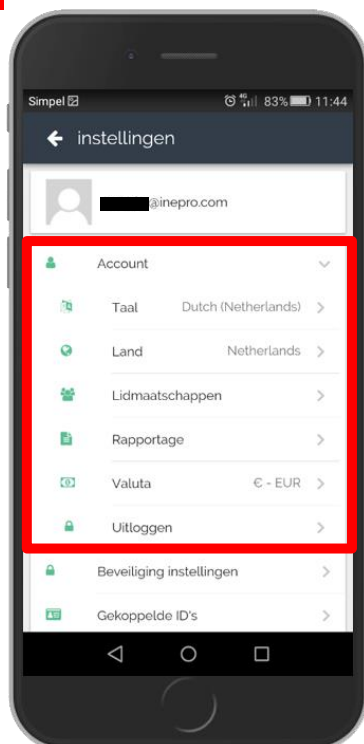 Simpel 4G 83% 11:44
instellingen
@inepro.com
Account
Taal Dutch (Netherlands)
Land Netherlands
Lidmaatschappen
Rapportage
Valuta € - EUR
Uitloggen
Beveiliging instellingen
Gekoppelde ID's